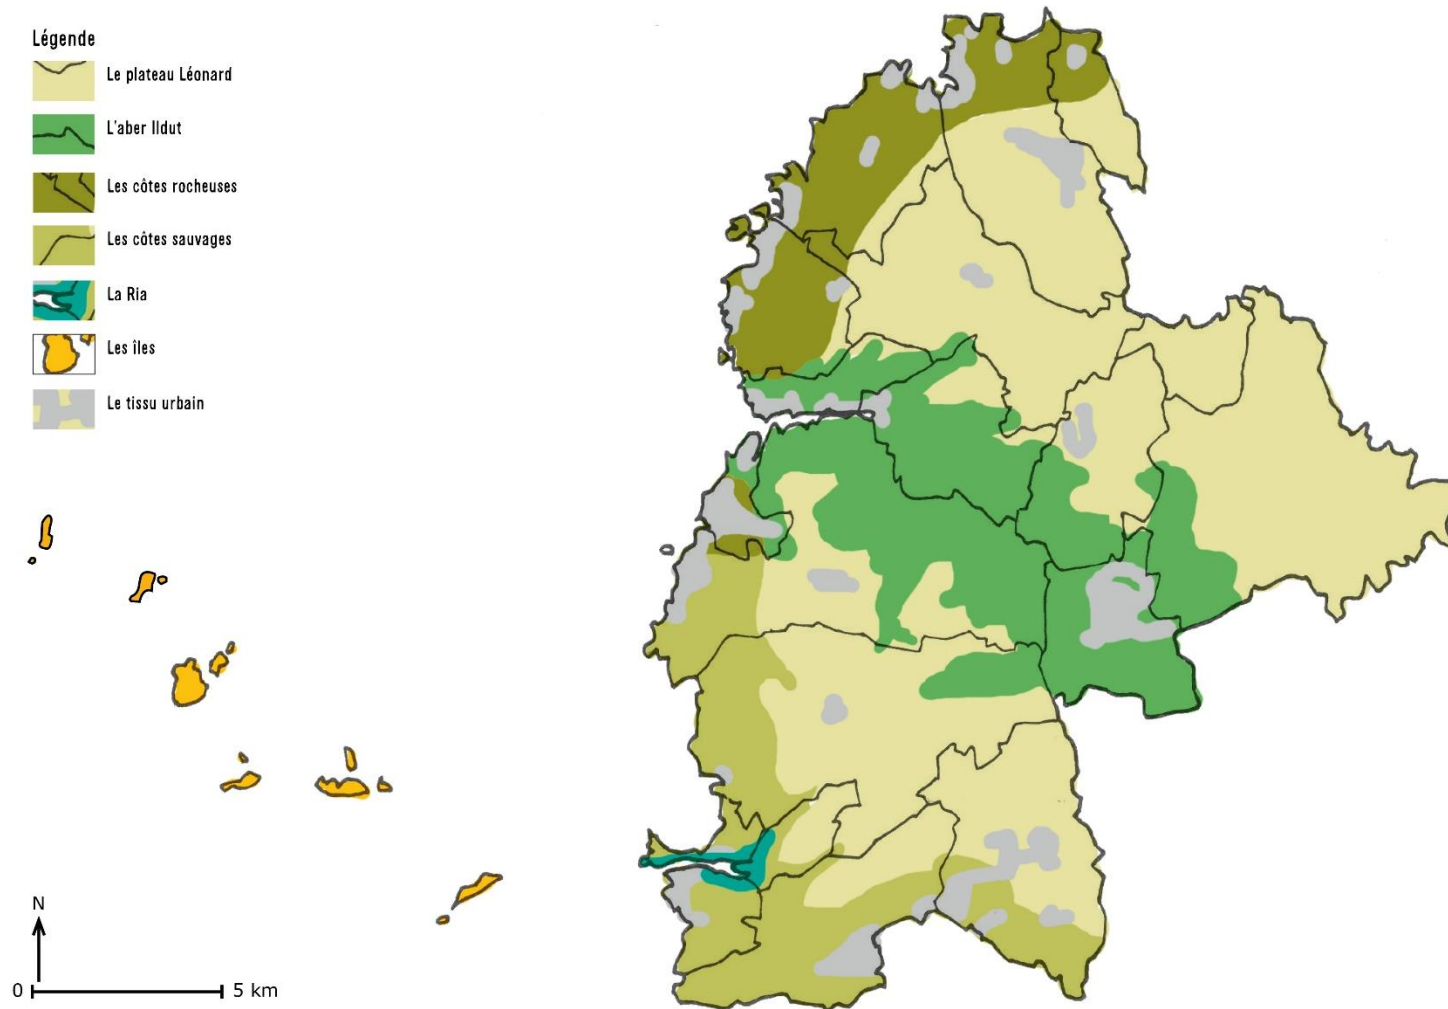 Légende
Le plateau Léonard
L'aber Ildut
Les côtes rocheuses
Les côtes sauvages
La Ria
Les îles
Le tissu urbain
N
0 5 km